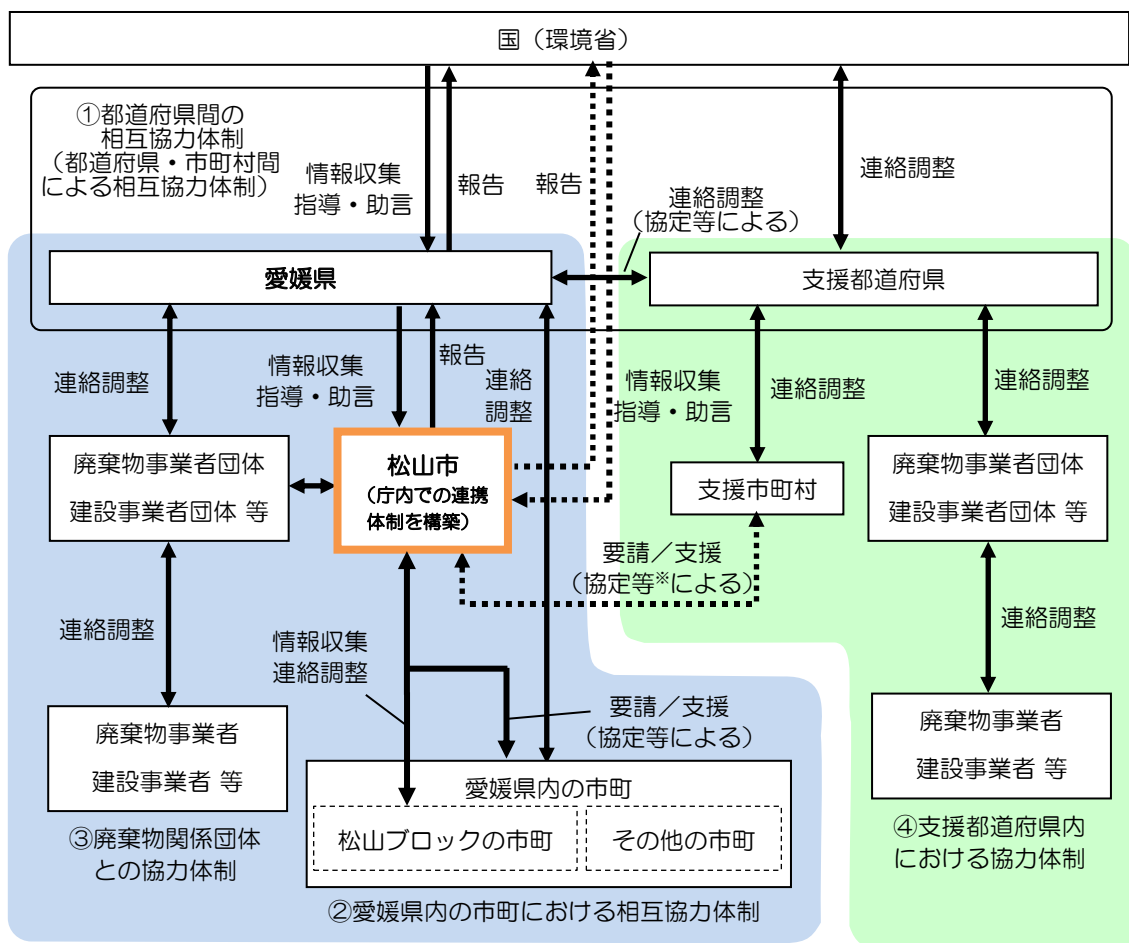 国（環境省）
①都道府県間の
相互協力体制
（都道府県・市町村間
による相互協力体制）
情報収集
指導・助言
報告
報告
連絡調整
連絡調整
（協定等による）
愛媛県
支援都道府県
連絡調整
情報収集
指導・助言
報告
連絡
調整
情報収集
指導・助言
連絡調整
連絡調整
廃棄物事業者団体
建設事業者団体 等
松山市
（庁内での連携
体制を構築）
支援市町村
廃棄物事業者団体
建設事業者団体 等
要請／支援
（協定等※による）
連絡調整
情報収集
連絡調整
連絡調整
要請／支援
（協定等による）
廃棄物事業者
建設事業者 等
廃棄物事業者
建設事業者 等
愛媛県内の市町
松山ブロックの市町
その他の市町
③廃棄物関係団体
との協力体制
④支援都道府県内
における協力体制
②愛媛県内の市町における相互協力体制